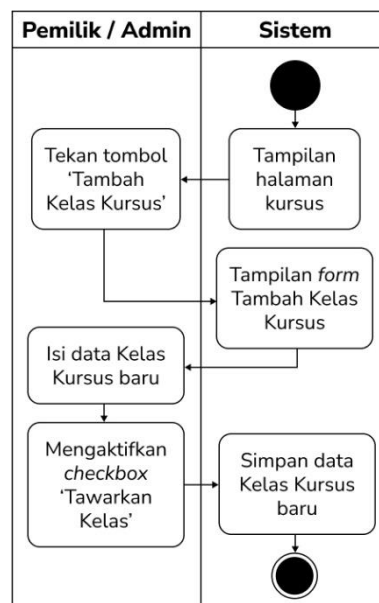 Pemilik / Admin
Sistem
Tampilan
halaman
kursus
Tekan tombol
‘Tambah
Kelas Kursus’
Tampilan form
Tambah Kelas
Kursus
Isi data Kelas
Kursus baru
Mengaktifkan
checkbox
‘Tawarkan
Kelas’
Simpan data
Kelas Kursus
baru